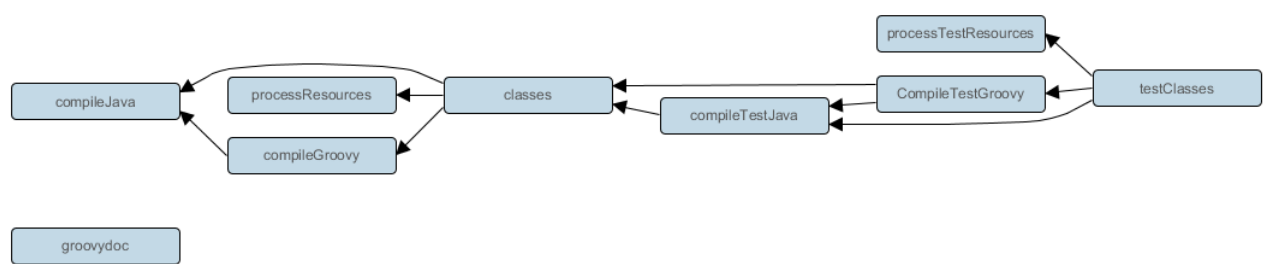 processTestResources
compileJava
processResources
classes
CompileTestGroovy
testClasses
compileTestJava
compileGroovy
groovydoc